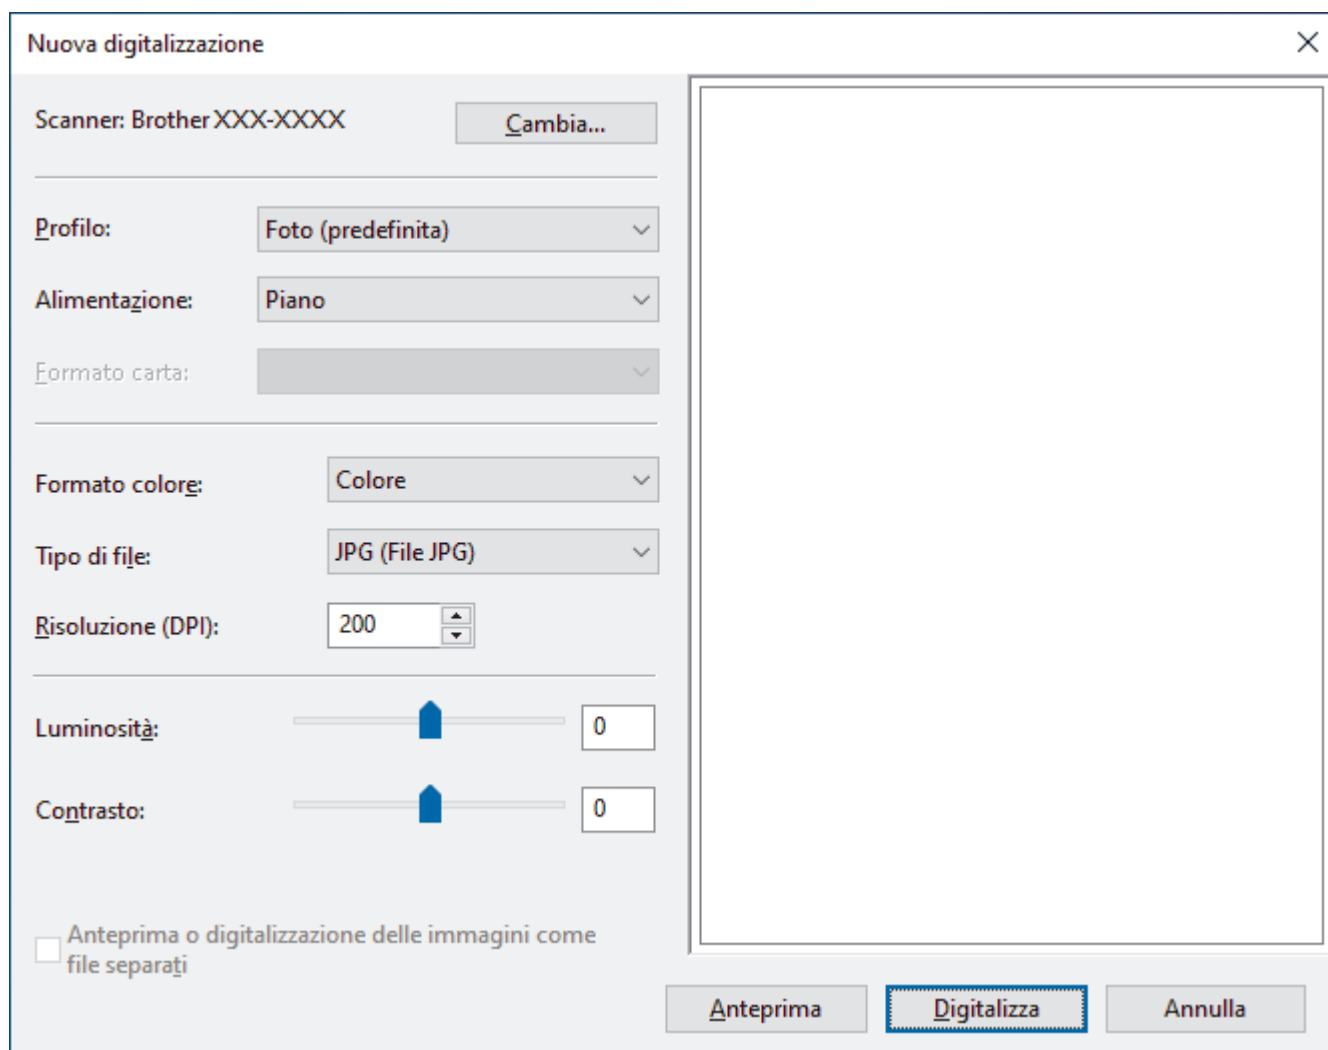 Nuova digitalizzazione
Scanner: Brother XXX-XXXX
Cambia...
Profilo:
Foto (predefinita)
Alimentazione:
Piano
Formato carta:
Formato colore:
Colore
Tipo di file:
JPG (File JPG)
Risoluzione (DPI):
200
Luminosità:
0
Contrasto:
0
Anteprima o digitalizzazione delle immagini come
file separati
Anteprima
Digitalizza
Annulla